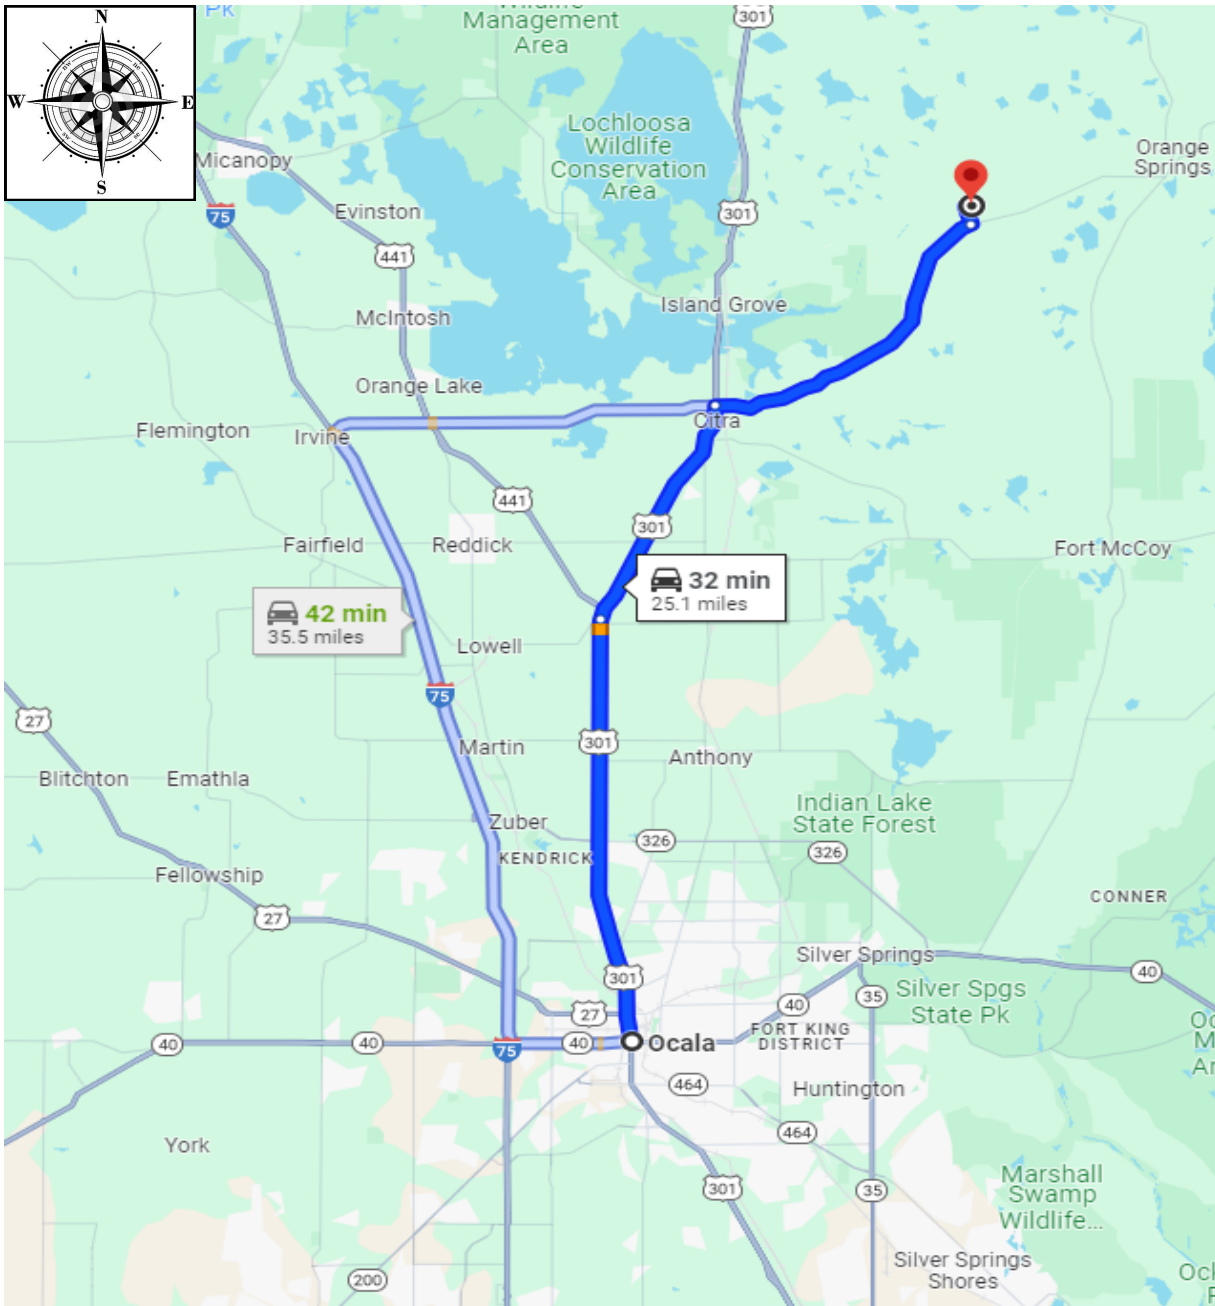 N
W
E
S
Pk
Wildlife
Management
Area
301
Lochloosa
Wildlife
Conservation
Area
Orange
Springs
Micanopy
75
Evinston
301
441
Island Grove
McIntosh
Orange Lake
Citra
Flemington
Irvine
441
301
Fairfield
Reddick
Fort McCoy
32 min
25.1 miles
42 min
35.5 miles
Lowell
75
27
301
Martin
Anthony
Blitchton
Emathla
Indian Lake
State Forest
Zuber
326
326
KENDRICK
Fellowship
CONNER
27
Silver Springs
301
40
35
Silver Spgs
State Pk
40
27
FORT KING
DISTRICT
40
40
75
40
Ocala
464
Huntington
464
York
Marshall
Swamp
Wildlife...
301
35
Silver Springs
Shores
200